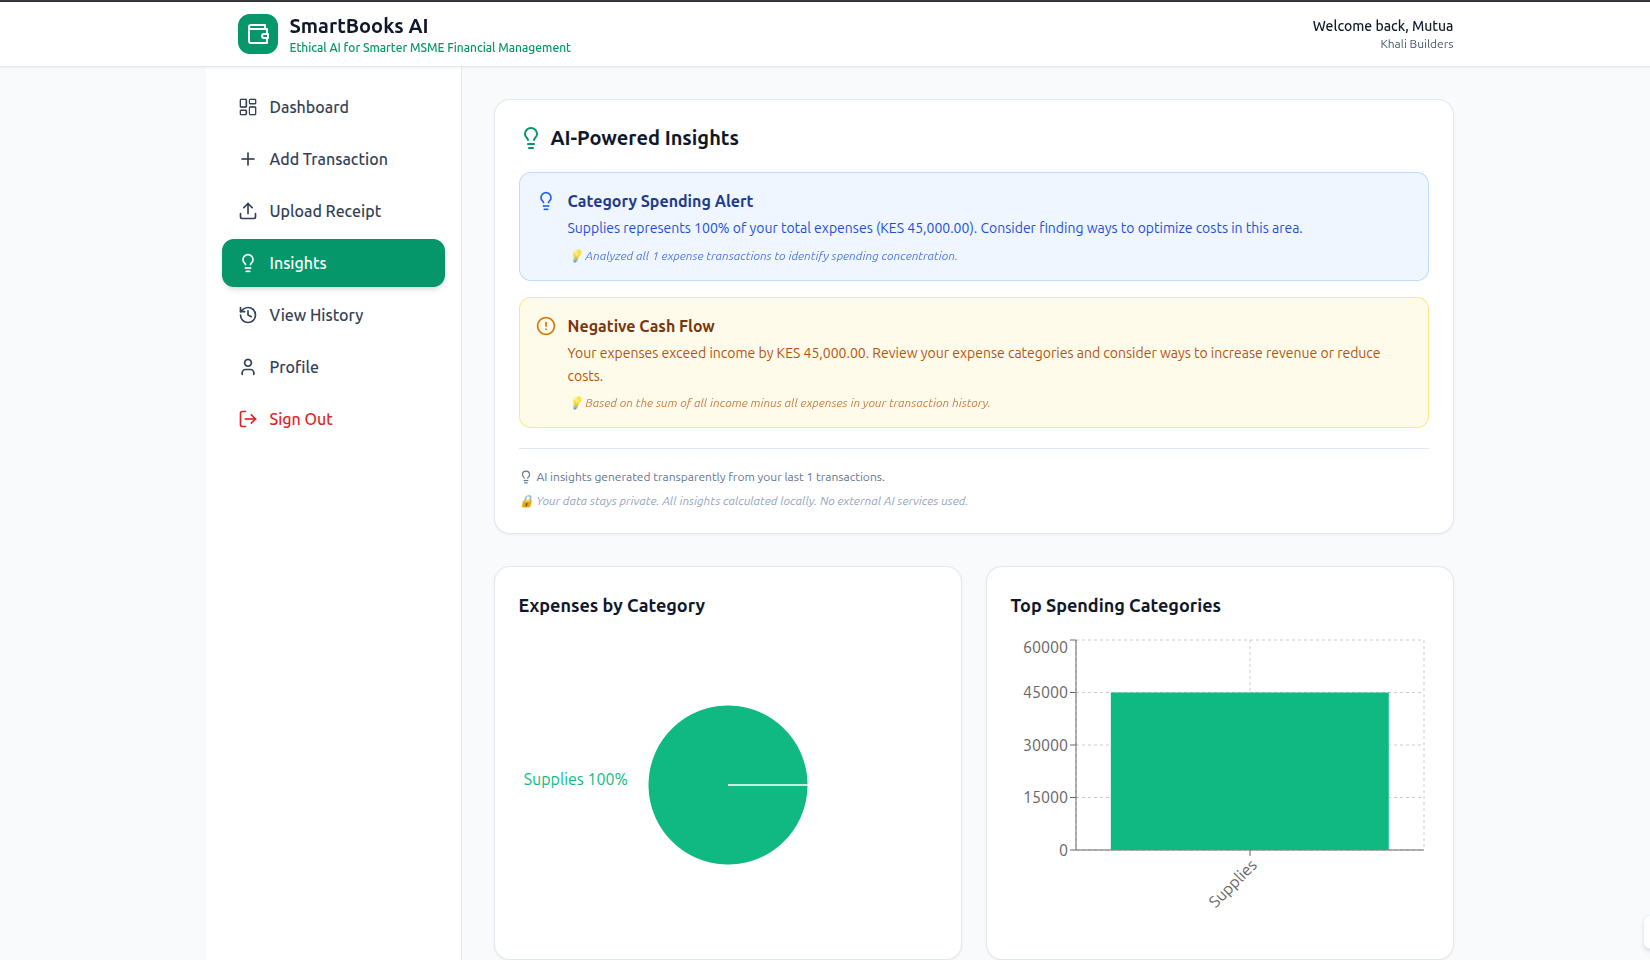 SmartBooks AI
Ethical AI for Smarter MSME Financial Management
Welcome back, Mutua
Khali Builders
Dashboard
Add Transaction
Upload Receipt
Insights
View History
Profile
Sign Out
AI-Powered Insights
Category Spending Alert
Supplies represents 100% of your total expenses (KES 45,000.00). Consider finding ways to optimize costs in this area.
💡 Analyzed all 1 expense transactions to identify spending concentration.
Negative Cash Flow
Your expenses exceed income by KES 45,000.00. Review your expense categories and consider ways to increase revenue or reduce
costs.
💡 Based on the sum of all income minus all expenses in your transaction history.
AI insights generated transparently from your last 1 transactions.
🔒 Your data stays private. All insights calculated locally. No external AI services used.
Expenses by Category
Supplies 100%
Top Spending Categories
60000
45000
30000
15000
0
Supplies